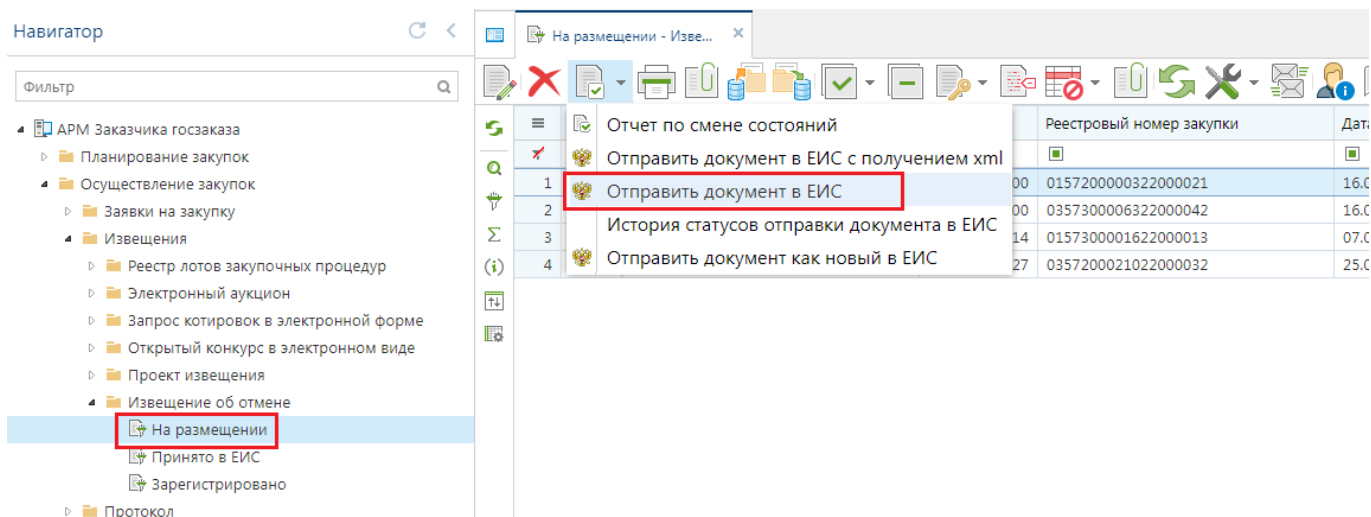 Навигатор
На размещении - Изве...
Фильтр
АРМ Заказчика госзаказа
Планирование закупок
Осуществление закупок
Заявки на закупку
Извещения
Реестр лотов закупочных процедур
Электронный аукцион
Запрос котировок в электронной форме
Открытый конкурс в электронном виде
Проект извещения
Извещение об отмене
На размещении
Принято в ЕИС
Зарегистрировано
Протокол
Отчет по смене состояний
Отправить документ в ЕИС с получением xml
Отправить документ в ЕИС
История статусов отправки документа в ЕИС
Отправить документ как новый в ЕИС
Реестровый номер закупки Дата
1 00 0157200000322000021 16.0
2 00 0357300006322000042 16.0
3 14 0157300001622000013 07.0
4 27 0357200021022000032 25.0